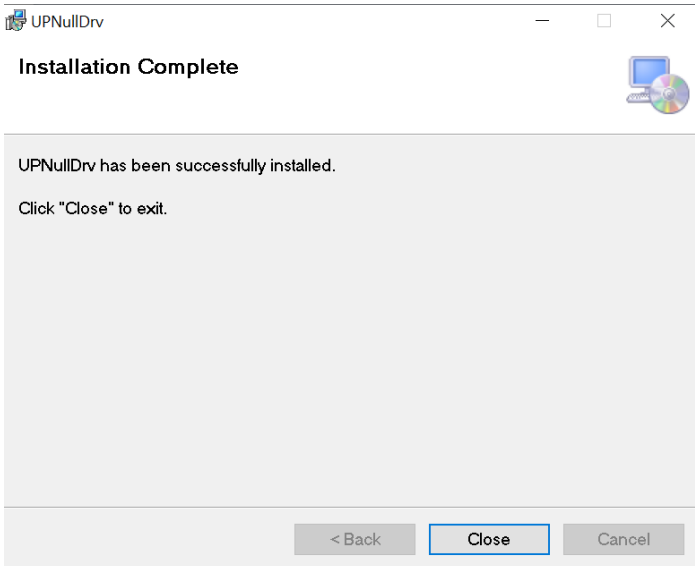 UPNullDrv
Installation Complete
UPNullDrv has been successfully installed.
Click "Close" to exit.
< Back
Close
Cancel